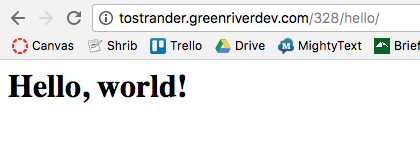 tostrander.greenriverdev.com/328/hello/
Canvas Shrib Trello Drive MightyText Brief
Hello, world!